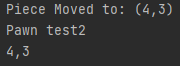 Piece Moved to: (4,3)
Pawn test2
4,3